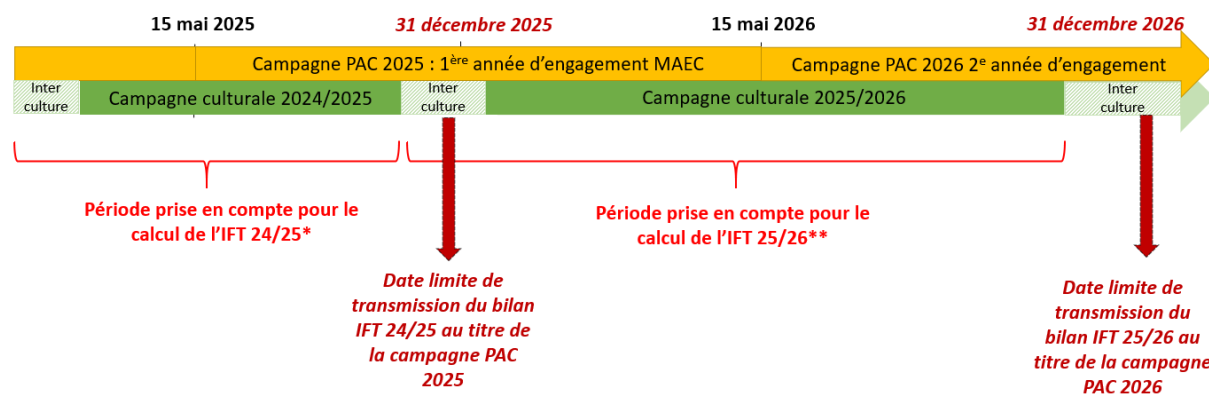 15 mai 2025
31 décembre 2025
15 mai 2026
31 décembre 2026
Campagne PAC 2025 : 1ère année d’engagement MAEC
Campagne PAC 2026 2e année d’engagement
Inter
culture
Campagne culturale 2024/2025
Inter
culture
Campagne culturale 2025/2026
Inter
culture
Période prise en compte pour le
calcul de l’IFT 24/25*
Période prise en compte pour le
calcul de l’IFT 25/26**
Date limite de
transmission du bilan
IFT 24/25 au titre de
la campagne PAC
2025
Date limite de
transmission du
bilan IFT 25/26 au
titre de la campagne
PAC 2026